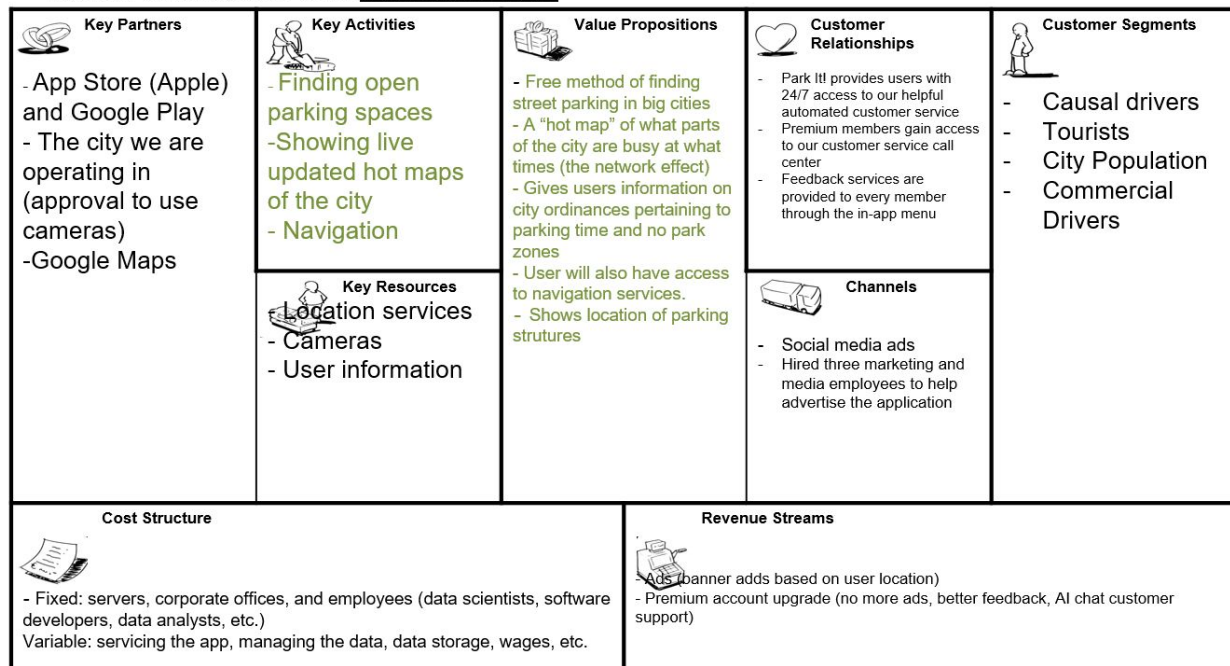 Key Partners
- App Store (Apple)
and Google Play
- The city we are
operating in
(approval to use
cameras)
-Google Maps
Key Activities
- Finding open
parking spaces
-Showing live
updated hot maps
of the city
- Navigation
Key Resources
- Location services
- Cameras
- User information
Value Propositions
- Free method of finding
street parking in big cities
- A “hot map” of what parts
of the city are busy at what
times (the network effect)
- Gives users information on
city ordinances pertaining to
parking time and no park
zones
- User will also have access
to navigation services.
- Shows location of parking
strutures
Customer
Relationships
- Park It! provides users with
24/7 access to our helpful
automated customer service
- Premium members gain access
to our customer service call
center
- Feedback services are
provided to every member
through the in-app menu
Channels
- Social media ads
- Hired three marketing and
media employees to help
advertise the application
Customer Segments
- Causal drivers
- Tourists
- City Population
- Commercial
Drivers
Cost Structure
- Fixed: servers, corporate offices, and employees (data scientists, software
developers, data analysts, etc.)
Variable: servicing the app, managing the data, data storage, wages, etc.
Revenue Streams
- Ads (banner adds based on user location)
- Premium account upgrade (no more ads, better feedback, AI chat customer
support)